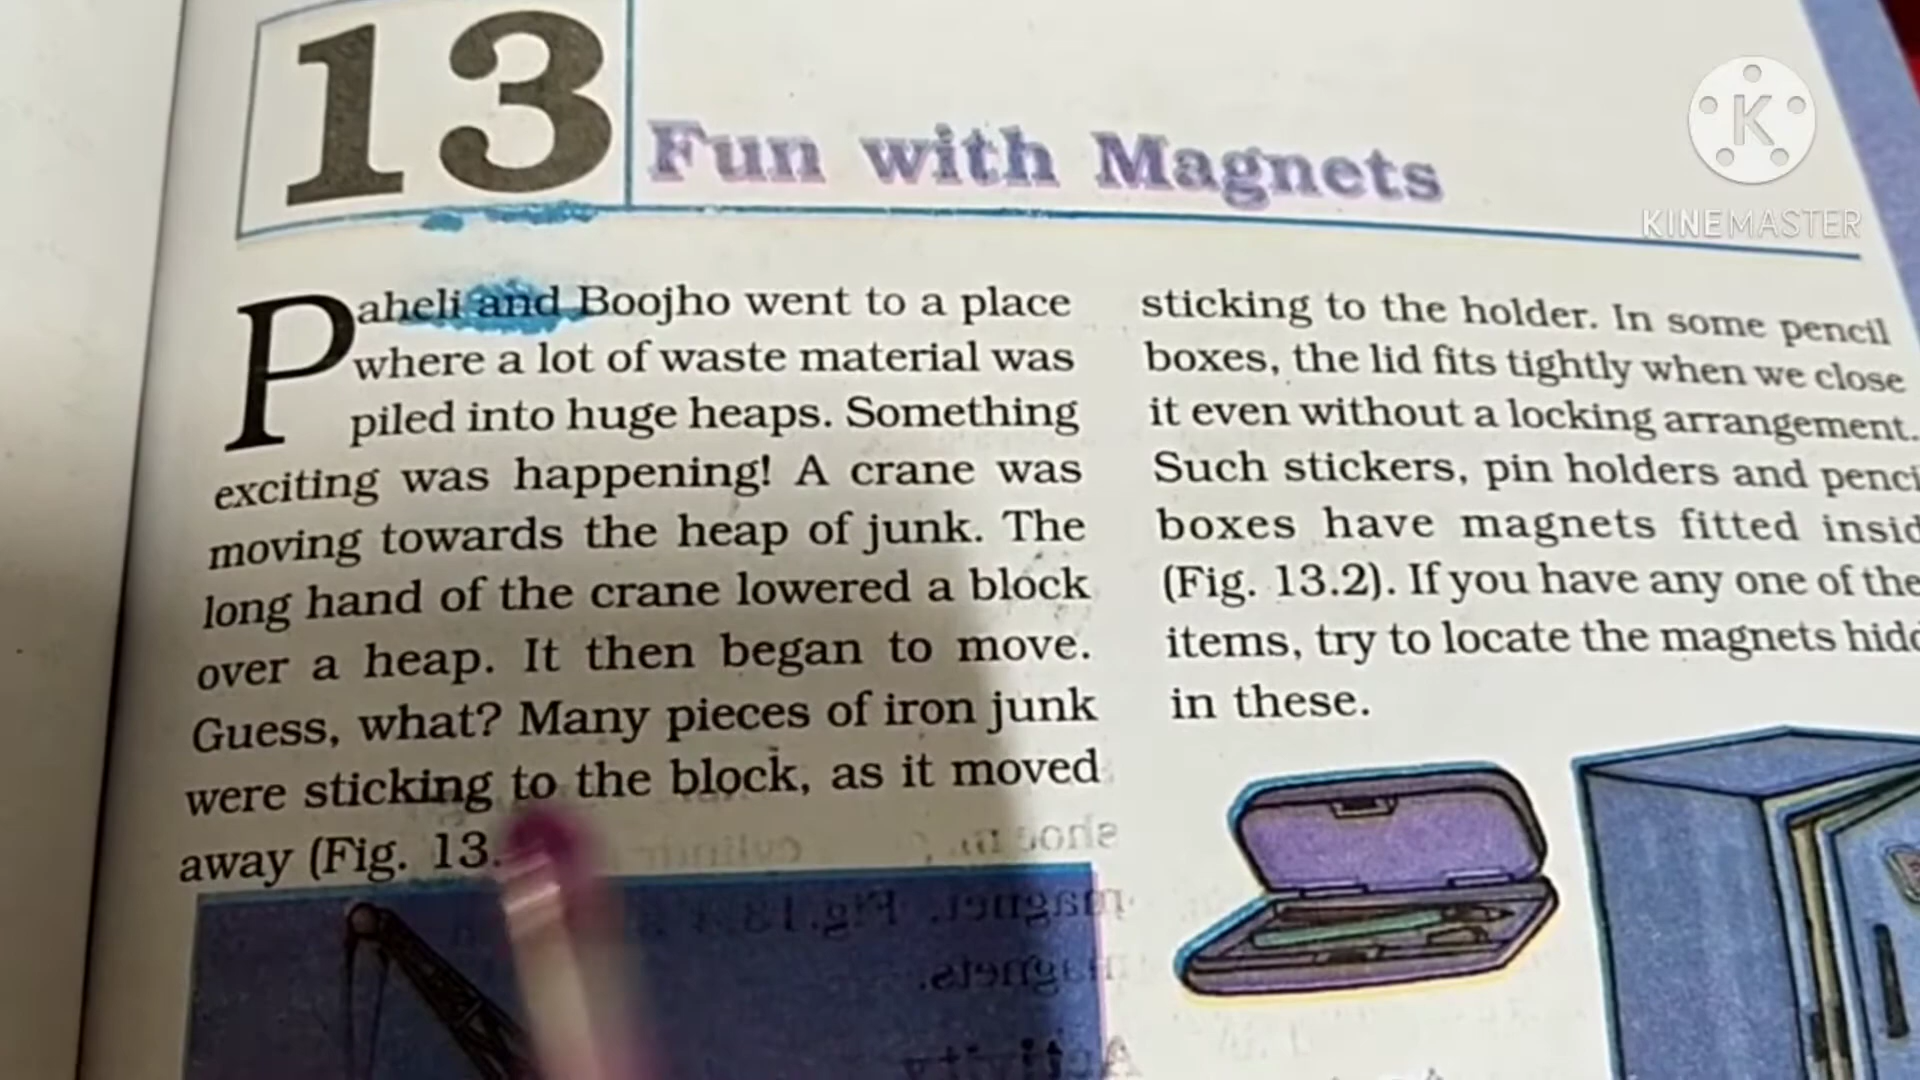 13
Fun with Magnets
K
KINEMASTER
Paheli and Boojho went to a place
where a lot of waste material was
piled into huge heaps. Something
exciting was happening! A crane was
moving towards the heap of junk. The
long hand of the crane lowered a block
over a heap. It then began to move.
Guess, what? Many pieces of iron junk
were sticking to the block, as it moved
away (Fig. 13.
sticking to the holder. In some pencil
boxes, the lid fits tightly when we close
it even without a locking arrangement.
Such stickers, pin holders and penci
boxes have magnets fitted insid
(Fig. 13.2). If you have any one of the
items, try to locate the magnets hidd
in these.